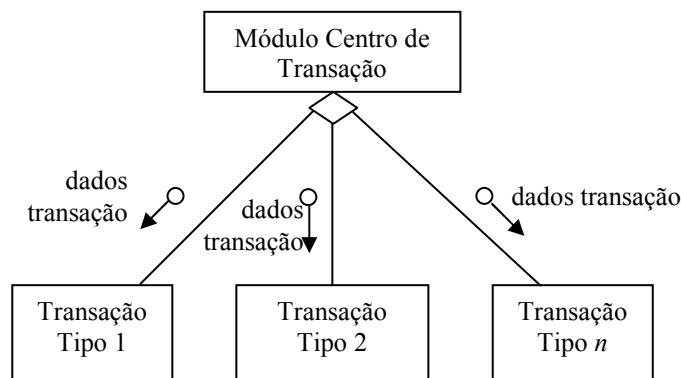 Módulo Centro de
Transação
dados
transação
dados
transação
dados transação
Transação
Tipo 1
Transação
Tipo 2
Transação
Tipo n